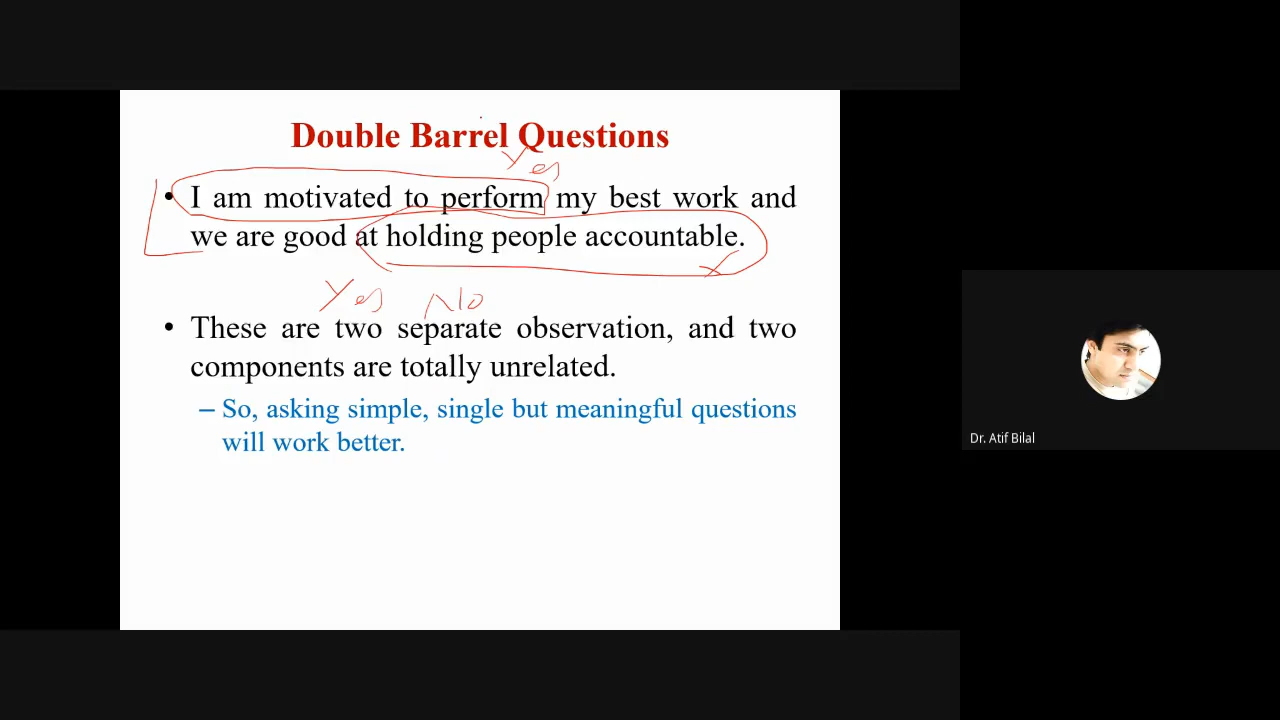 Double Barrel Questions
Yes
• I am motivated to perform my best work and
we are good at holding people accountable.
Yes No
• These are two separate observation, and two
components are totally unrelated.
– So, asking simple, single but meaningful questions
will work better.
Dr. Atif Bilal